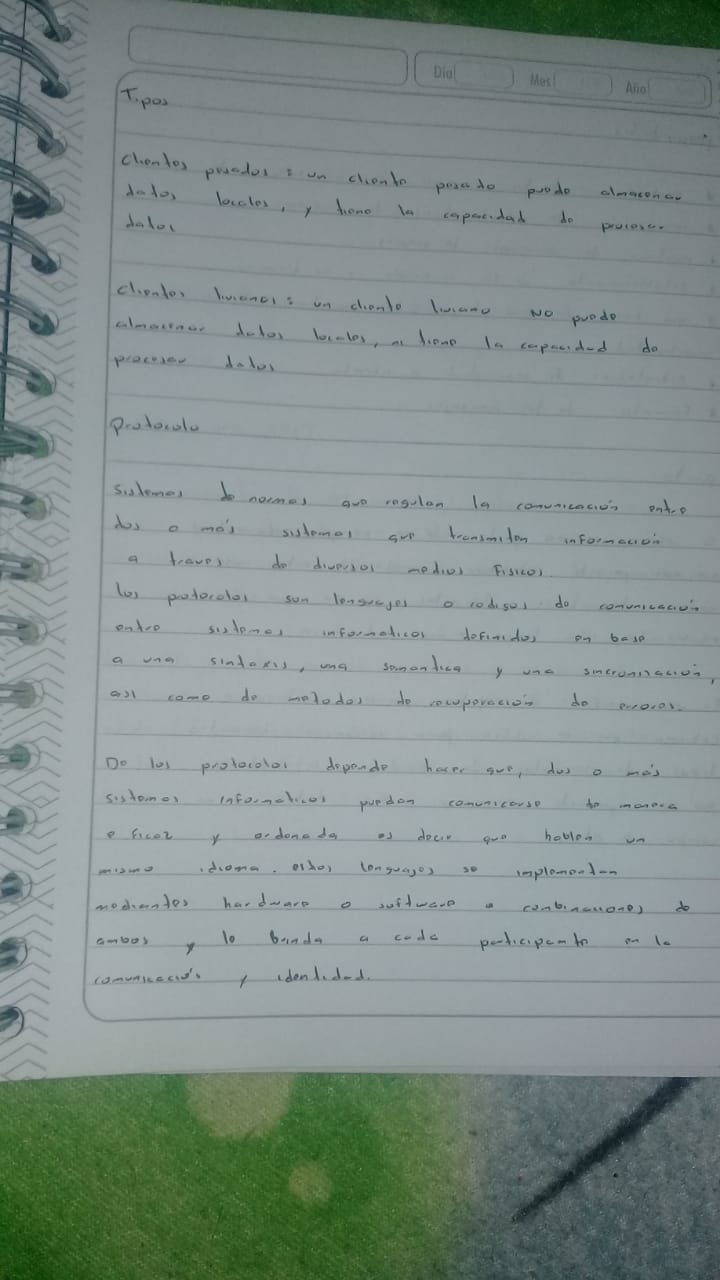 Dia Mes Año
Tipos
Clientes pesados: un cliente pesado puede almacenar
datos locales, y tiene la capacidad de procesar
datos
Clientes livianos: un cliente liviano NO puede
almacenar datos locales, ni tiene la capacidad de
procesar datos
Protocolo
Sistemas de normas que regulan la comunicación entre
dos o más sistemas que transmiten información
a traves de diversos medios fisicos.
los protocolos son lenguajes o codigos de comunicación
entre sistemas informaticos definidos en base
a una sintaxis, una semantica y una sincronización,
asi como de metodos de recuperación de errores.
De los protocolos depende hacer que, dos o más
sistemas informaticos puedan comunicarse de manera
eficaz y ordenada es decir que hablen un
mismo idioma. estos lenguajes se implementan
mediantes hardware o software o combinaciones de
ambos y le brinda a cada participante en la
comunicación y identidad.